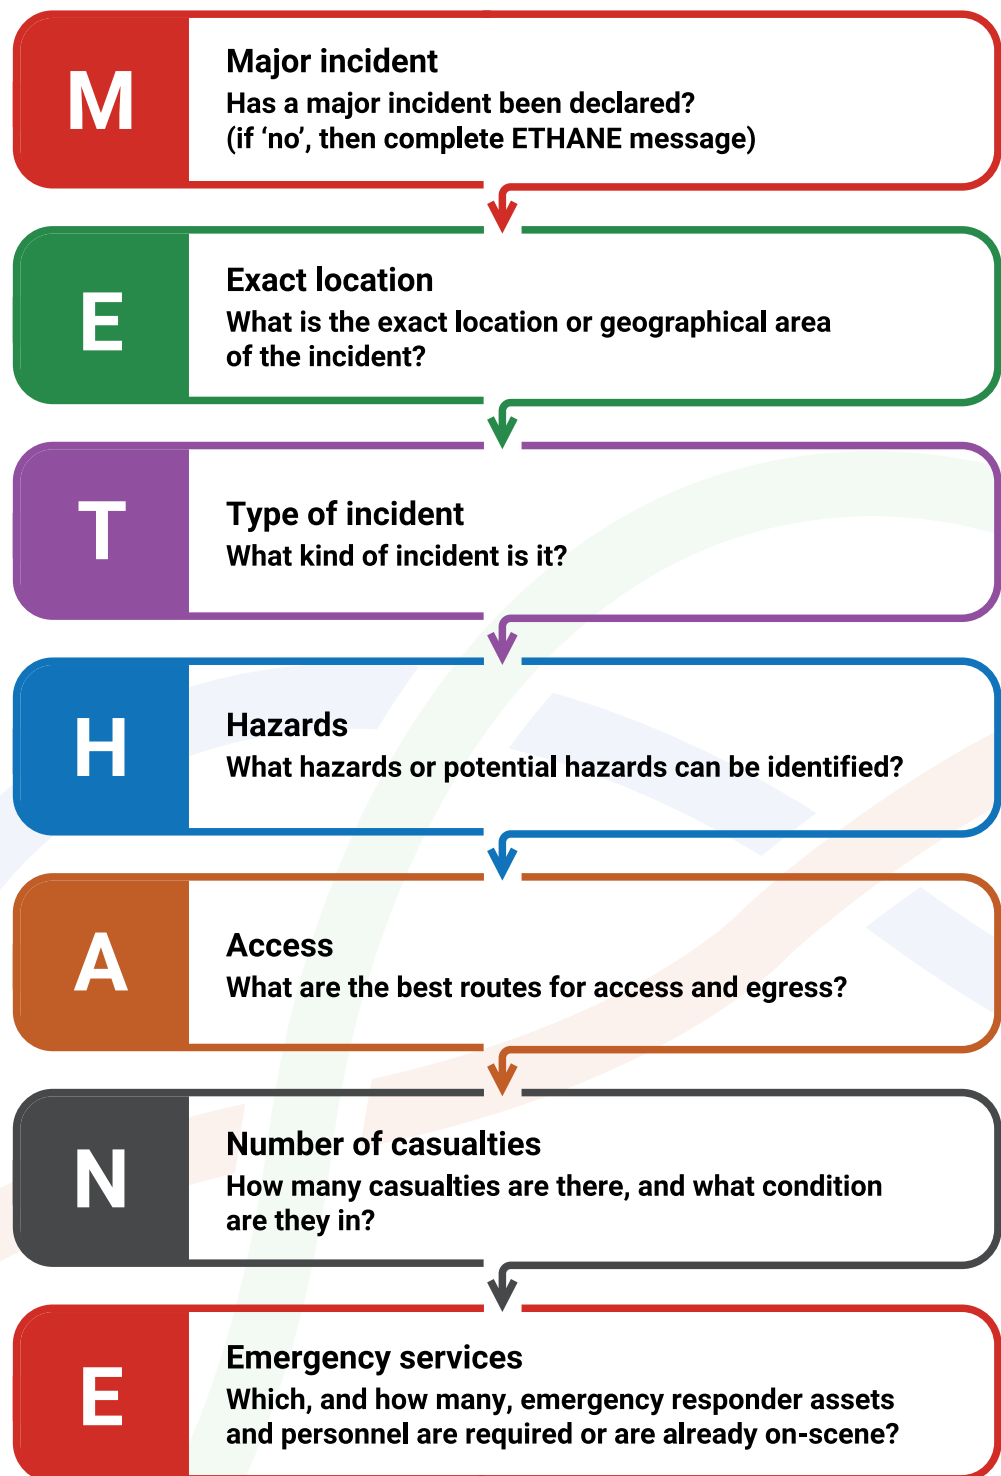 M
Major incident
Has a major incident been declared?
(if ‘no’, then complete ETHANE message)
E
Exact location
What is the exact location or geographical area
of the incident?
T
Type of incident
What kind of incident is it?
H
Hazards
What hazards or potential hazards can be identified?
A
Access
What are the best routes for access and egress?
N
Number of casualties
How many casualties are there, and what condition
are they in?
E
Emergency services
Which, and how many, emergency responder assets
and personnel are required or are already on-scene?